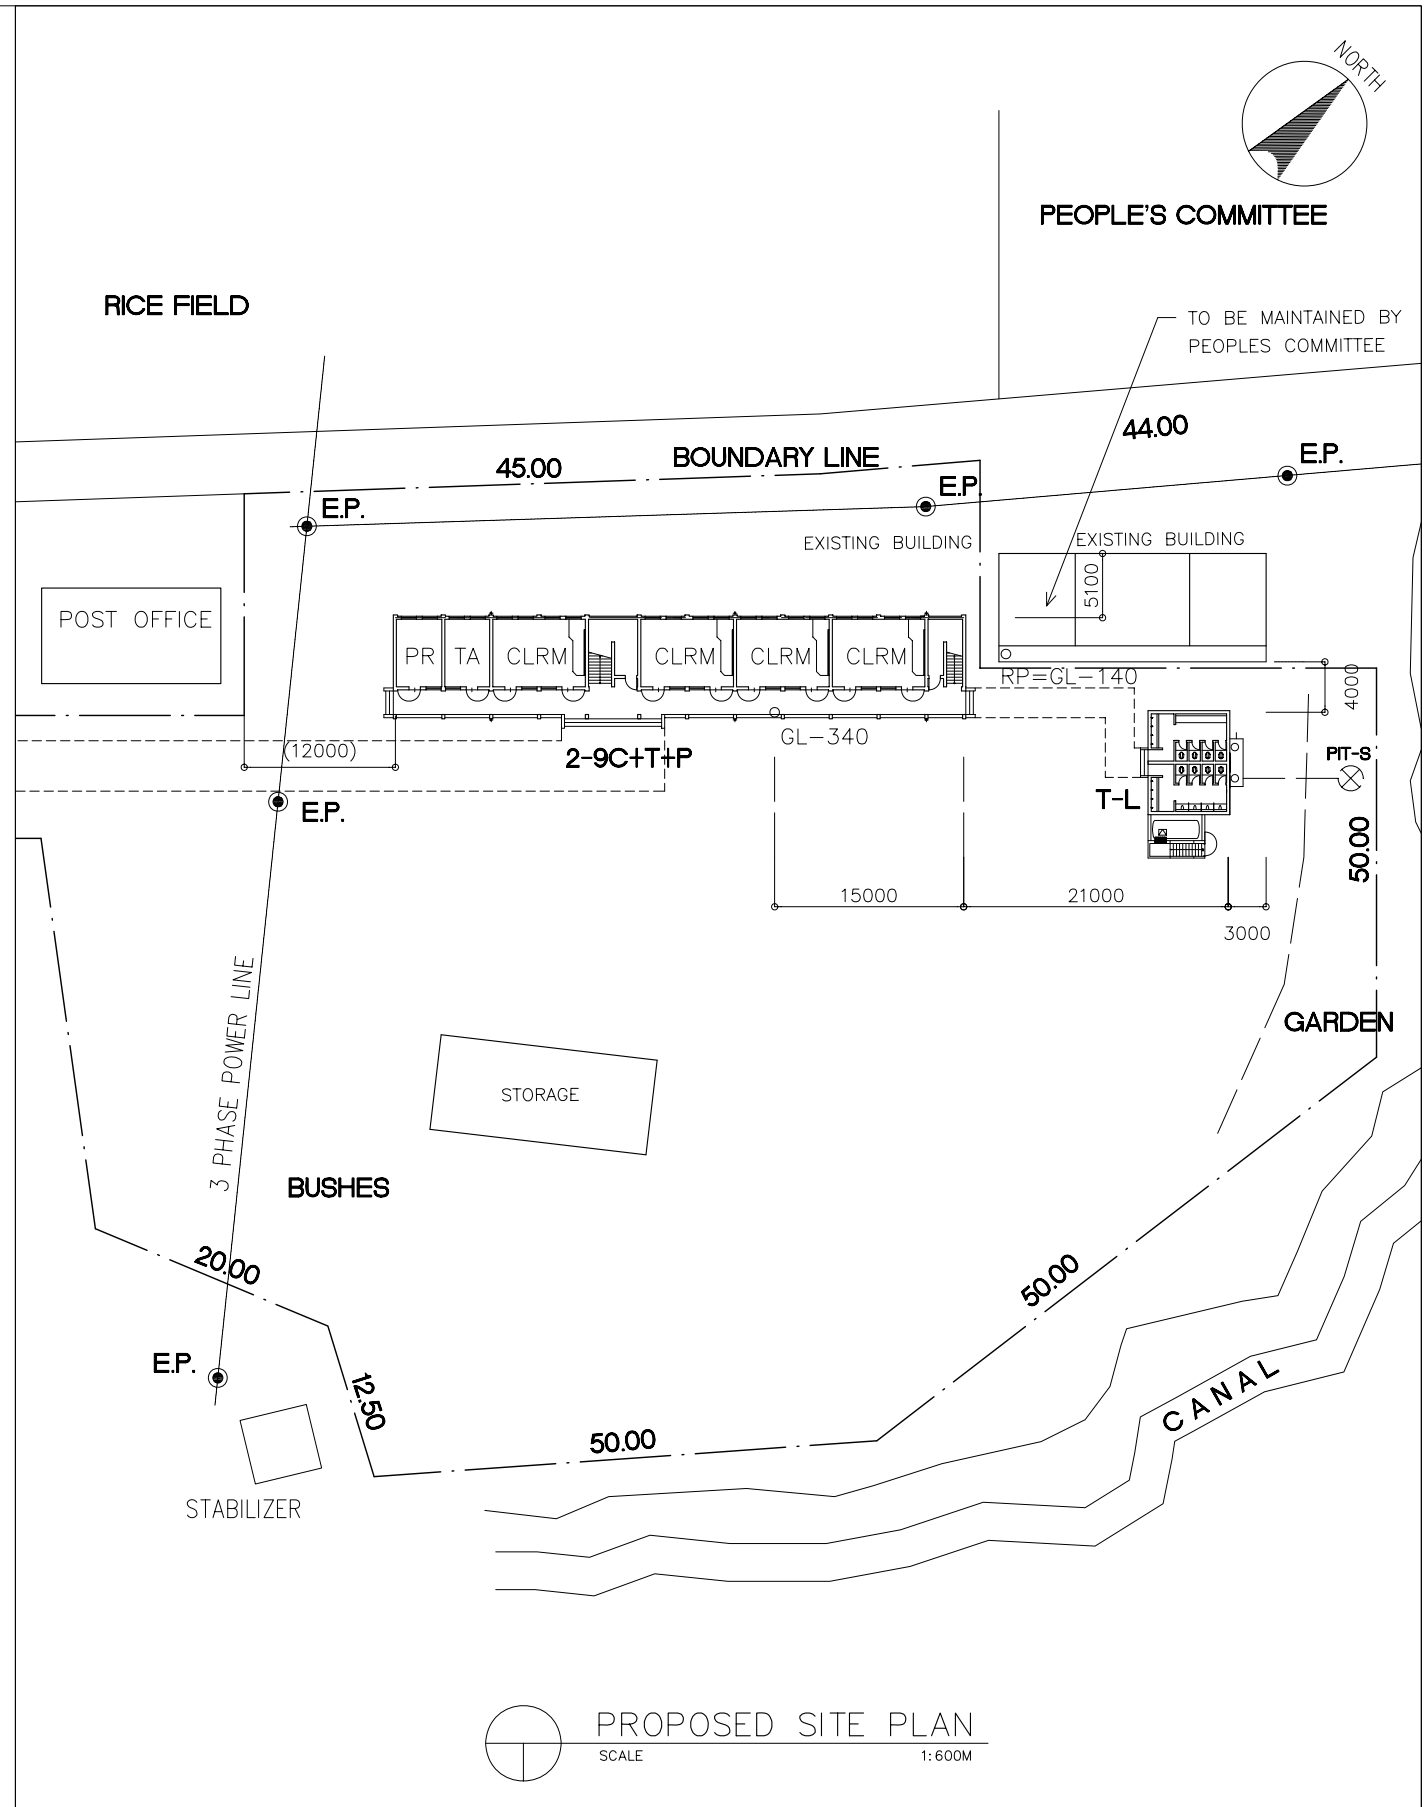 NORTH
PEOPLE'S COMMITTEE
RICE FIELD
TO BE MAINTAINED BY
PEOPLES COMMITTEE
44.00
BOUNDARY LINE
45.00
E.P.
E.P.
E.P.
EXISTING BUILDING
EXISTING BUILDING
5100
POST OFFICE
PR
TA
CLRM
CLRM
CLRM
CLRM
RP=GL-140
4000
GL-340
(12000)
2-9C+T+P
PIT-S
T-L
E.P.
50.00
15000
21000
3000
3 PHASE POWER LINE
GARDEN
STORAGE
BUSHES
20.00
50.00
E.P.
12.50
CANAL
50.00
STABILIZER
PROPOSED SITE PLAN
SCALE 1:600M